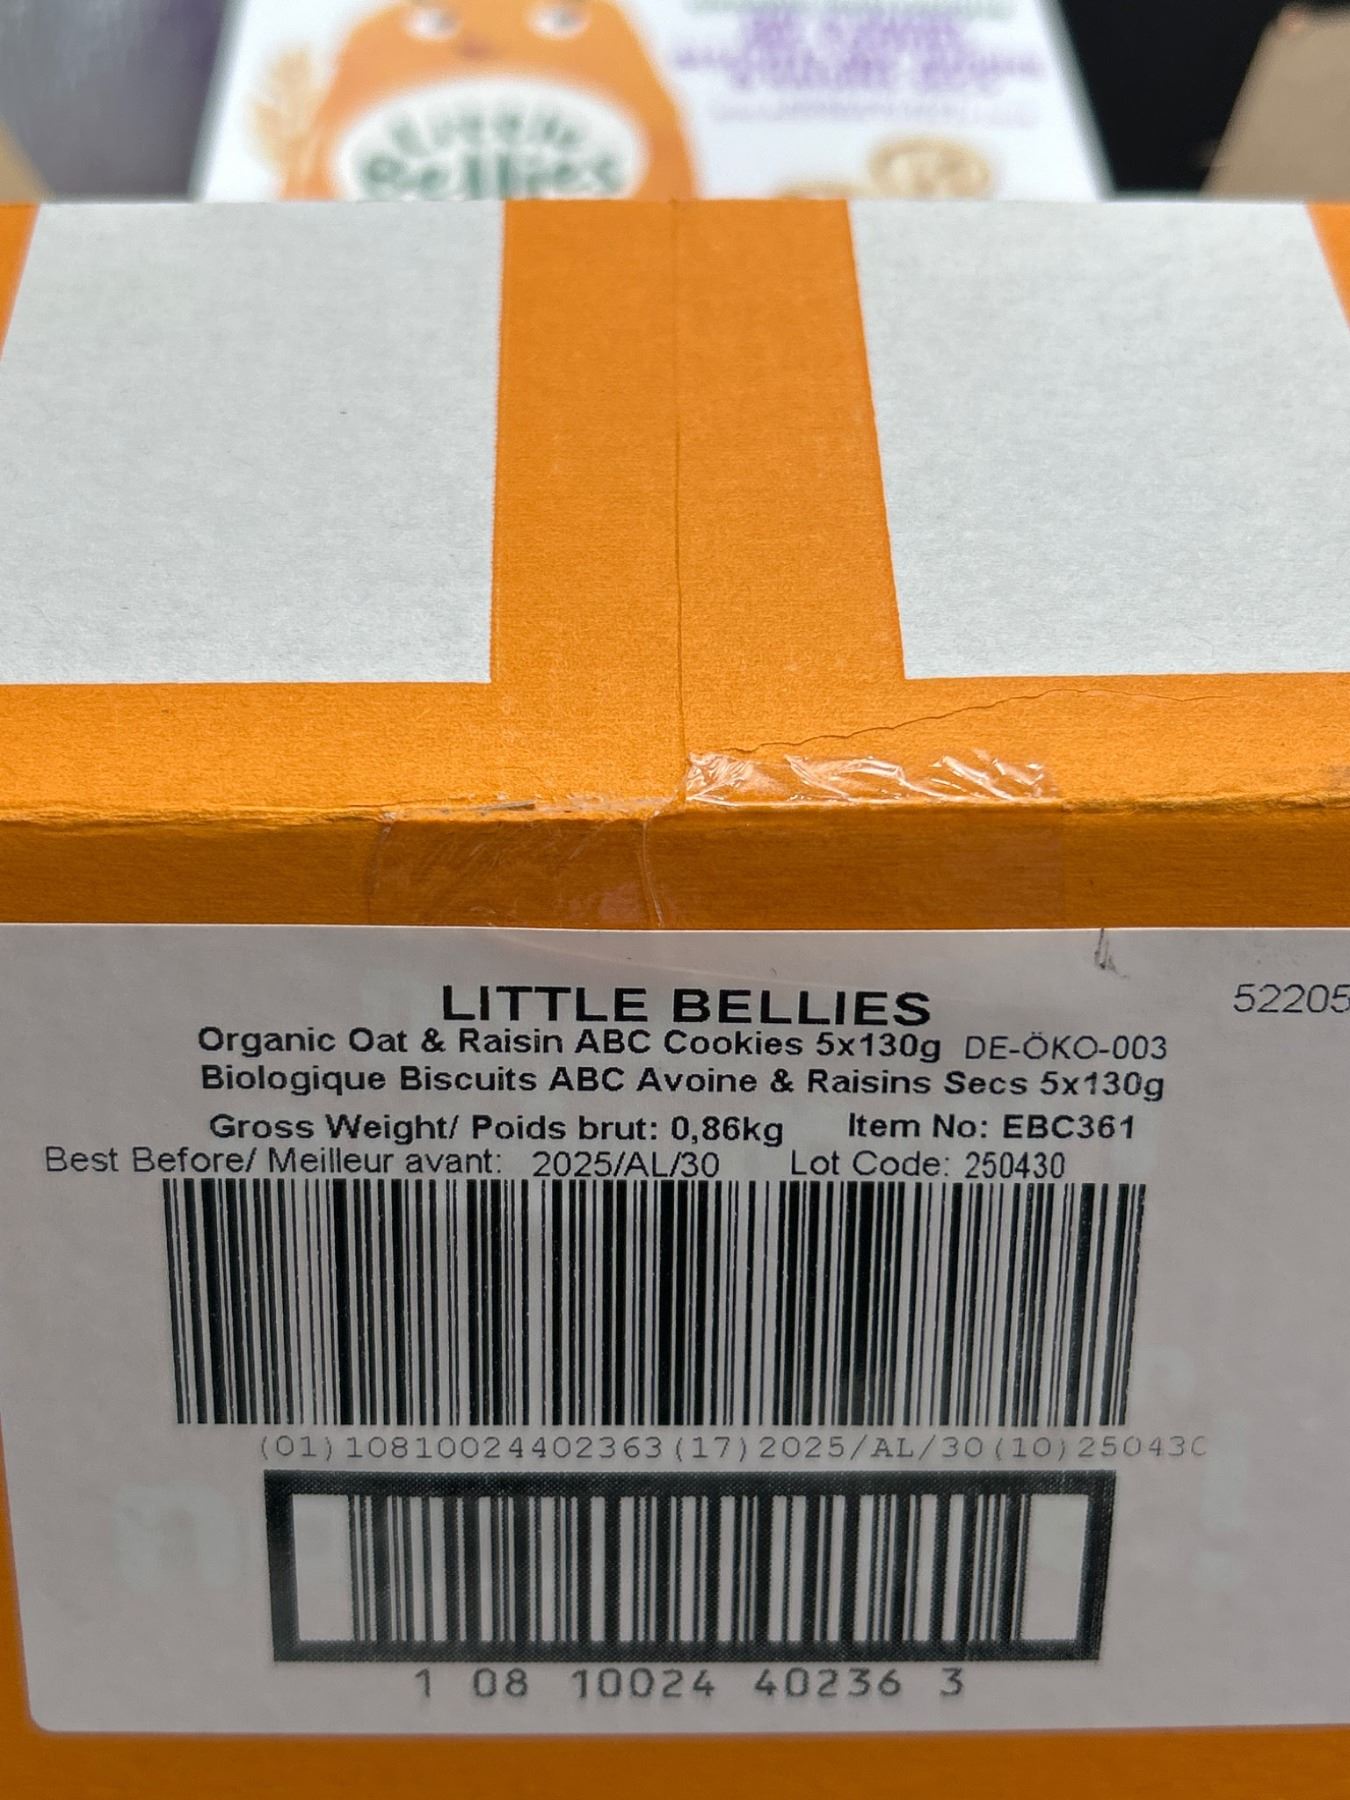 Bellies
LITTLE BELLIES
52205
Organic Oat & Raisin ABC Cookies 5x130g DE-ÖKO-003
Biologique Biscuits ABC Avoine & Raisins Secs 5x130g
Gross Weight/ Poids brut: 0,86kg Item No: EBC361
Best Before/ Meilleur avant: 2025/AL/30 Lot Code: 250430
(01)10810024402363(17)2025/AL/30(10)250430
1 08 10024 40236 3